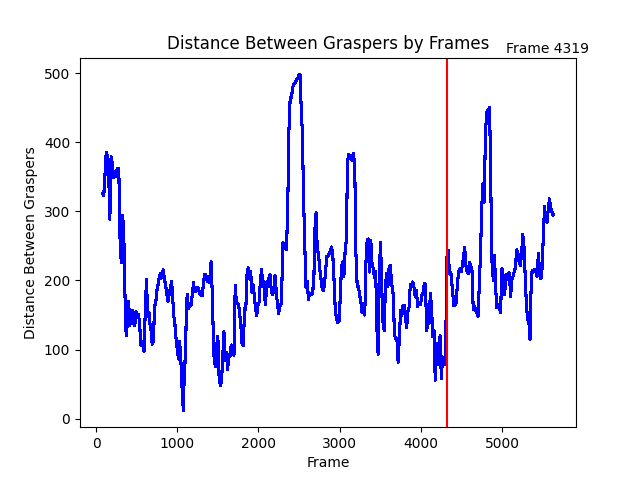 Distance Between Graspers by Frames
Frame 4319
Distance Between Graspers
500
400
300
200
100
0
0 1000 2000 3000 4000 5000
Frame